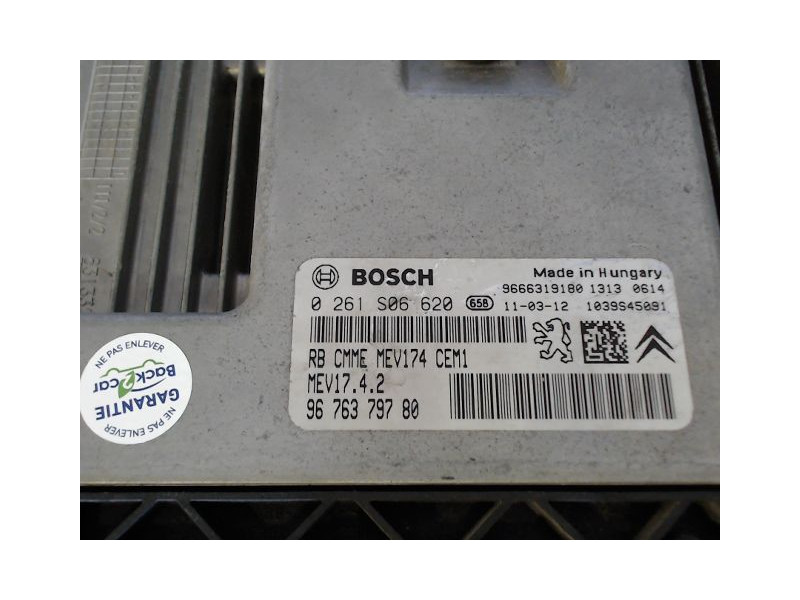 BOSCH
Made in Hungary
0 261 S06 620 658
9666319180 1313 0614
11-03-12 1039S45091
RB CMME MEV174 CEM1
MEV17.4.2
96 763 797 80
NE PAS ENLEVER
Back2car
GARANTIE
NE PAS ENLEVER